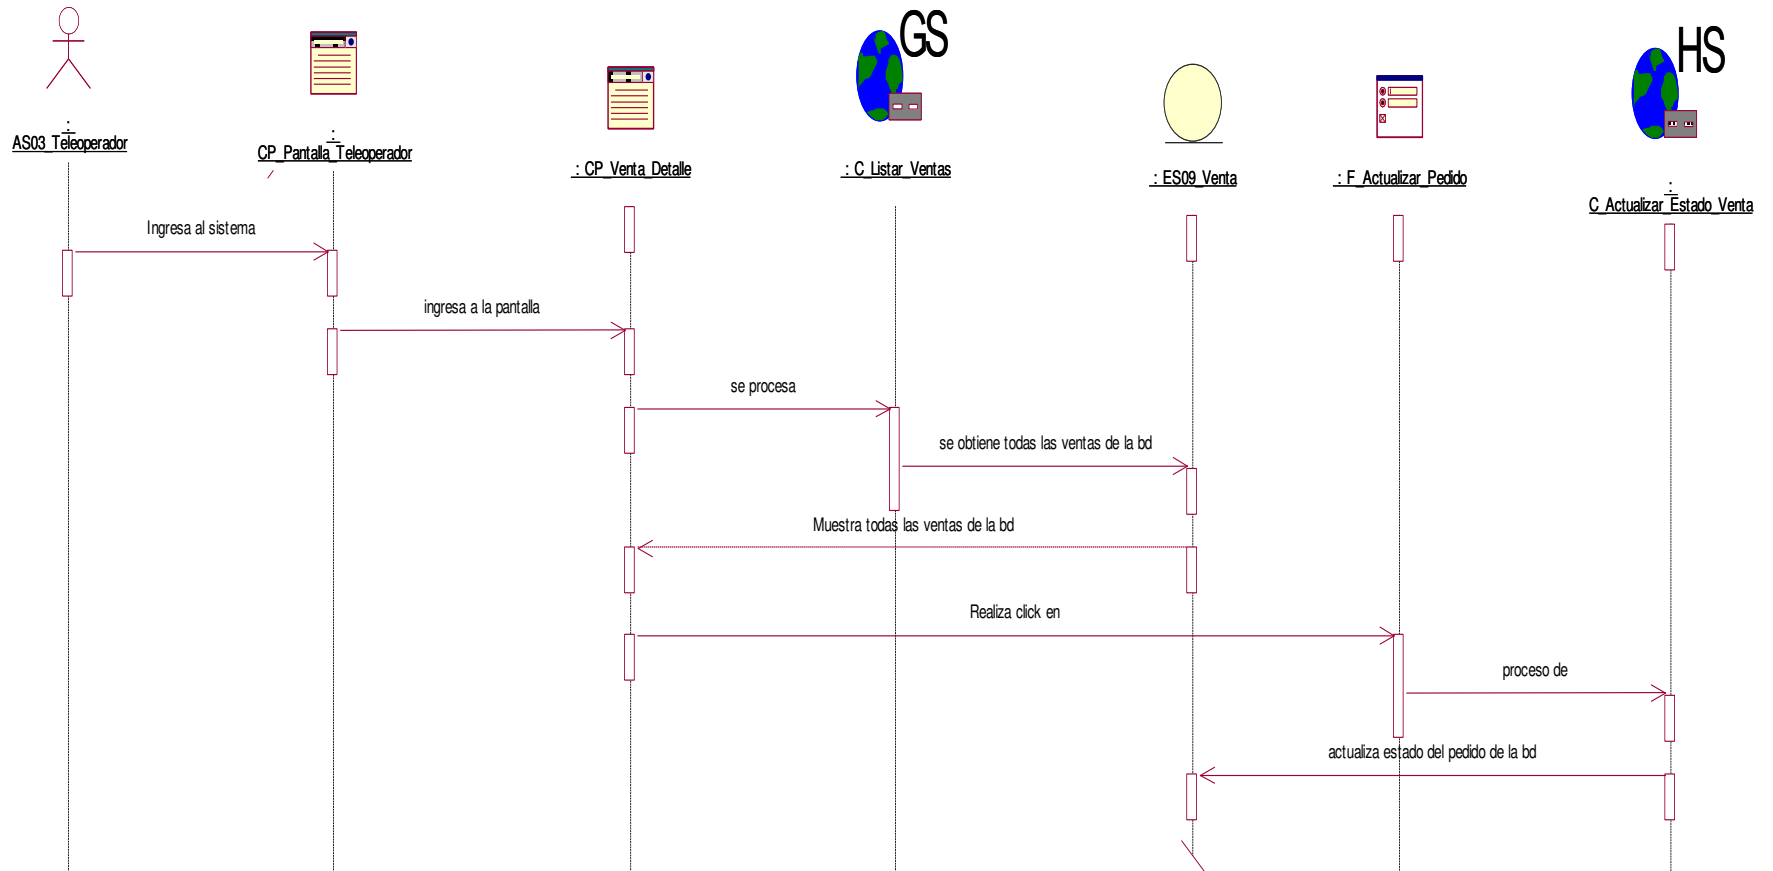 GS
HS
:
AS03_Teleoperador
:
CP_Pantalla_Teleoperador
: CP_Venta_Detalle
: C_Listar_Ventas
: ES09_Venta
: F_Actualizar_Pedido
:
C_Actualizar_Estado_Venta
Ingresa al sistema
ingresa a la pantalla
se procesa
se obtiene todas las ventas de la bd
Muestra todas las ventas de la bd
Realiza click en
proceso de
actualiza estado del pedido de la bd